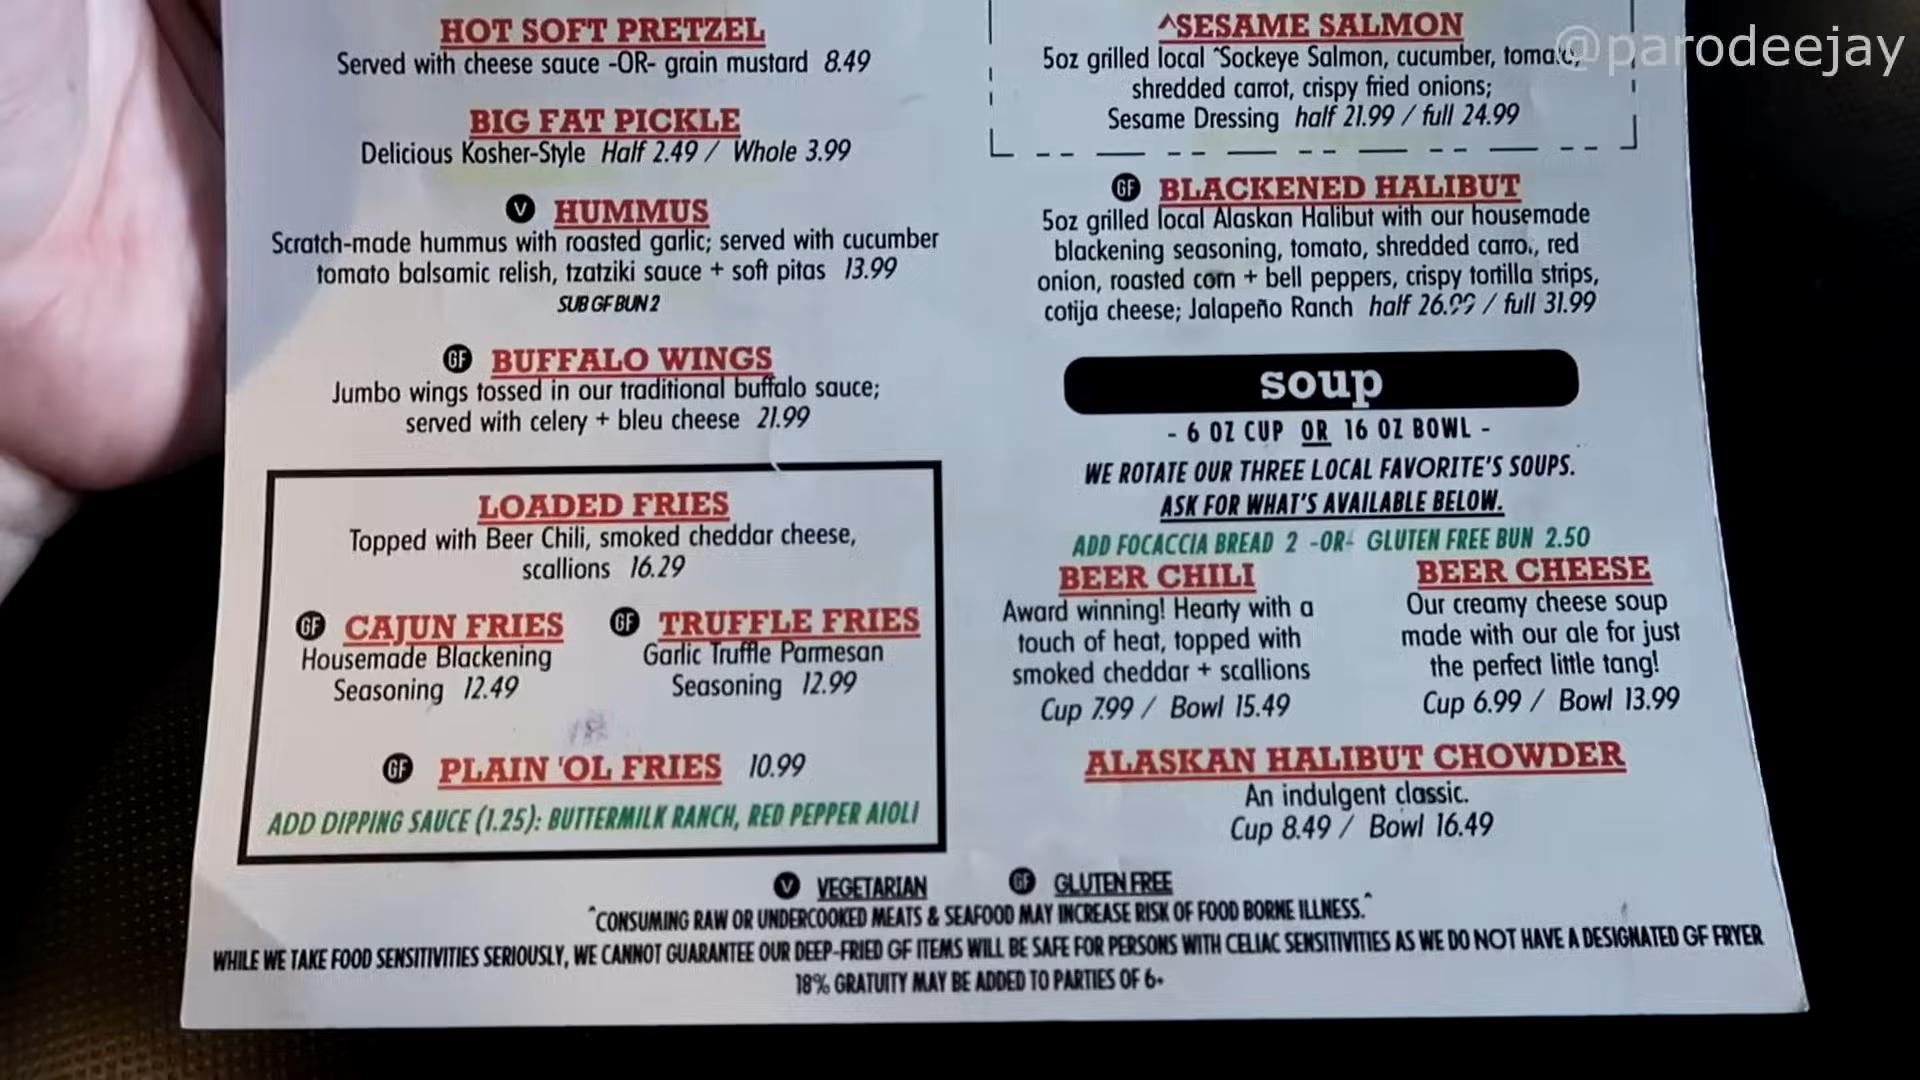 HOT SOFT PRETZEL
Served with cheese sauce -OR- grain mustard 8.49
BIG FAT PICKLE
Delicious Kosher-Style Half 2.49 / Whole 3.99
V HUMMUS
Scratch-made hummus with roasted garlic; served with cucumber
tomato balsamic relish, tzatziki sauce + soft pitas 13.99
SUB GF BUN 2
GF BUFFALO WINGS
Jumbo wings tossed in our traditional buffalo sauce;
served with celery + bleu cheese 21.99
LOADED FRIES
Topped with Beer Chili, smoked cheddar cheese,
scallions 16.29
GF CAJUN FRIES
Housemade Blackening
Seasoning 12.49
GF TRUFFLE FRIES
Garlic Truffle Parmesan
Seasoning 12.99
GF PLAIN 'OL FRIES 10.99
ADD DIPPING SAUCE (1.25): BUTTERMILK RANCH, RED PEPPER AIOLI
^SESAME SALMON
5oz grilled local ^Sockeye Salmon, cucumber, tomato,
shredded carrot, crispy fried onions;
Sesame Dressing half 21.99 / full 24.99
GF BLACKENED HALIBUT
5oz grilled local Alaskan Halibut with our housemade
blackening seasoning, tomato, shredded carrot, red
onion, roasted corn + bell peppers, crispy tortilla strips,
cotija cheese; Jalapeño Ranch half 26.99 / full 31.99
soup
- 6 OZ CUP OR 16 OZ BOWL -
WE ROTATE OUR THREE LOCAL FAVORITE'S SOUPS.
ASK FOR WHAT'S AVAILABLE BELOW.
ADD FOCACCIA BREAD 2 -OR- GLUTEN FREE BUN 2.50
BEER CHILI
Award winning! Hearty with a
touch of heat, topped with
smoked cheddar + scallions
Cup 7.99 / Bowl 15.49
BEER CHEESE
Our creamy cheese soup
made with our ale for just
the perfect little tang!
Cup 6.99 / Bowl 13.99
ALASKAN HALIBUT CHOWDER
An indulgent classic.
Cup 8.49 / Bowl 16.49
V VEGETARIAN GF GLUTEN FREE
^CONSUMING RAW OR UNDERCOOKED MEATS & SEAFOOD MAY INCREASE RISK OF FOOD BORNE ILLNESS.^
WHILE WE TAKE FOOD SENSITIVITIES SERIOUSLY, WE CANNOT GUARANTEE OUR DEEP-FRIED GF ITEMS WILL BE SAFE FOR PERSONS WITH CELIAC SENSITIVITIES AS WE DO NOT HAVE A DESIGNATED GF FRYER
18% GRATUITY MAY BE ADDED TO PARTIES OF 6+
@parodeejay